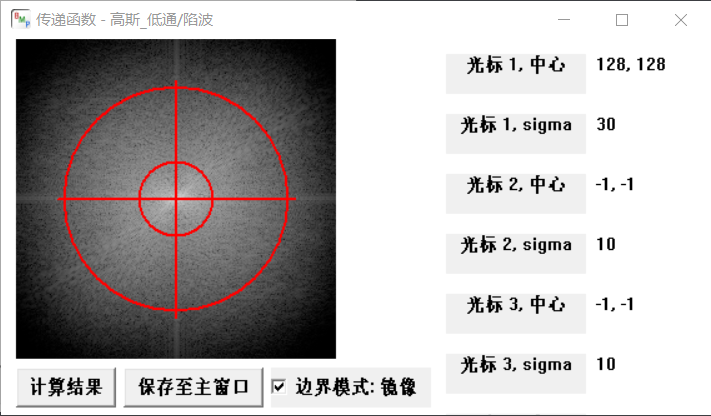 传递函数 - 高斯_低通/陷波
光标 1, 中心
128, 128
光标 1, sigma
30
光标 2, 中心
-1, -1
光标 2, sigma
10
光标 3, 中心
-1, -1
光标 3, sigma
10
计算结果
保存至主窗口
边界模式: 镜像